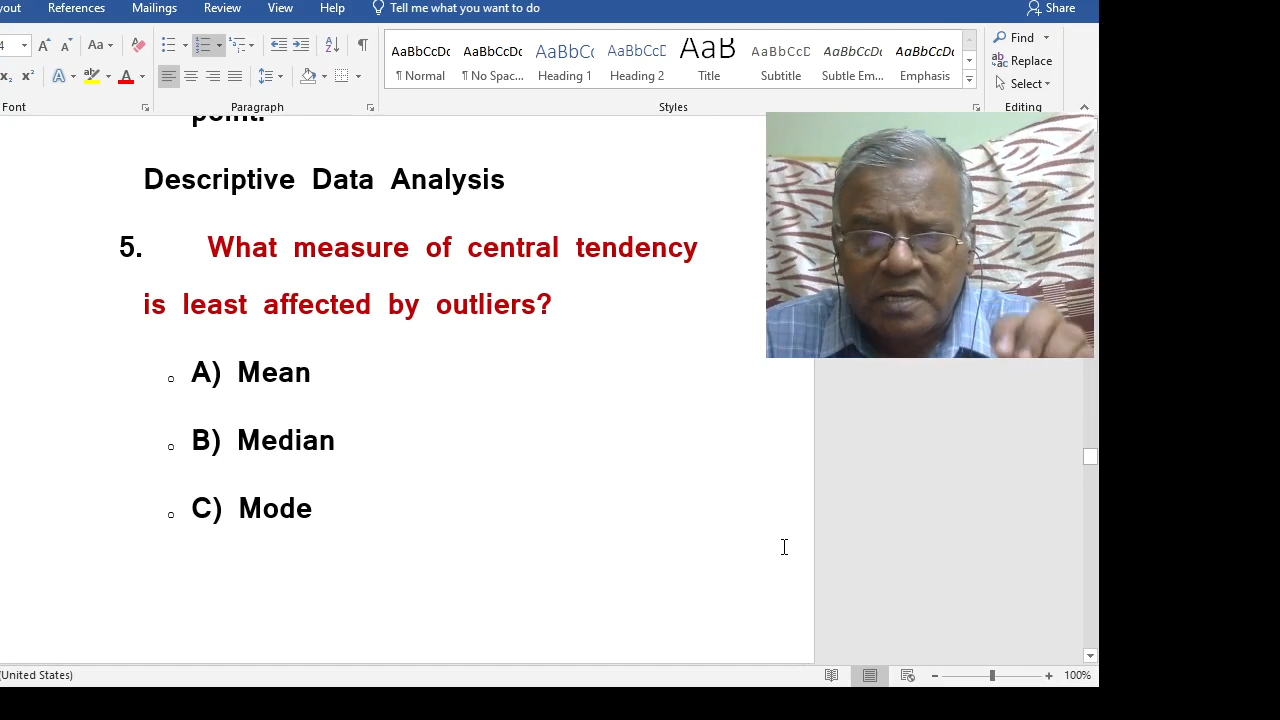 yout References Mailings Review View Help Tell me what you want to do Share
Aa
AaBbCcDc AaBbCcDc AaBbCc AaBbCcD AaB AaBbCcD AaBbCcDc AaBbCcDc
¶ Normal ¶ No Spac... Heading 1 Heading 2 Title Subtitle Subtle Em... Emphasis
Find
Replace
Select
Font Paragraph Styles Editing
point.
Descriptive Data Analysis
5. What measure of central tendency
is least affected by outliers?
A) Mean
B) Median
C) Mode
(United States) 100%